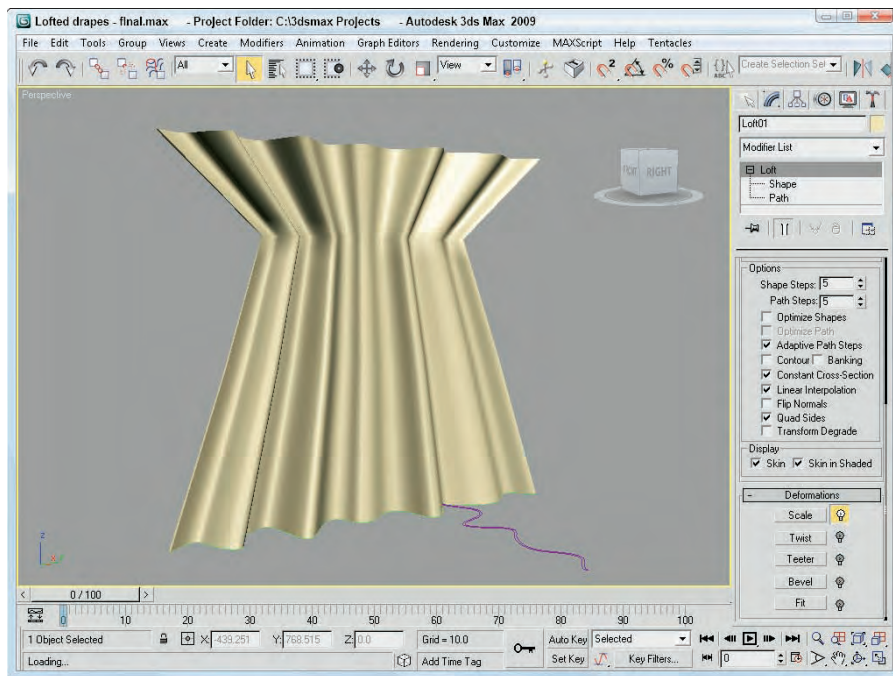 Lofted drapes - final.max - Project Folder: C:\3dsmax Projects - Autodesk 3ds Max 2009
File Edit Tools Group Views Create Modifiers Animation Graph Editors Rendering Customize MAXScript Help Tentacles
All View Create Selection Set
Perspective
RIGHT
Loft01
Modifier List
Loft
Shape
Path
Options
Shape Steps: 5
Path Steps: 5
Optimize Shapes
Optimize Path
Adaptive Path Steps
Contour Banking
Constant Cross-Section
Linear Interpolation
Flip Normals
Quad Sides
Transform Degrade
Display
Skin Skin in Shaded
- Deformations
Scale
Twist
Teeter
Bevel
Fit
z
< 0 / 100 >
0 10 20 30 40 50 60 70 80 90 100
1 Object Selected X: -439.251 Y: 768.515 Z: 0.0 Grid = 10.0 Auto Key Selected
Loading... Add Time Tag Set Key Key Filters... 0